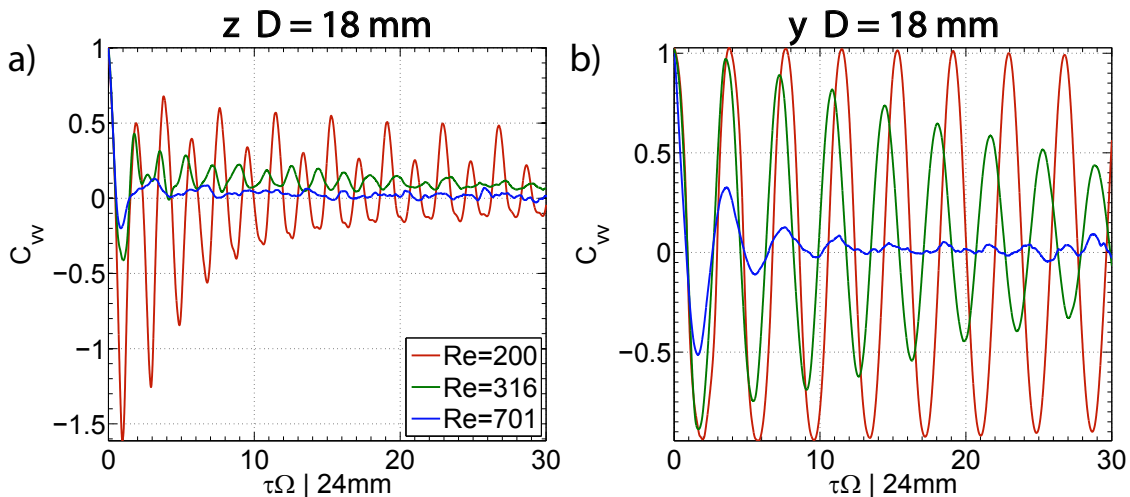 z D = 18 mm
a)
1
0.5
0
−0.5
−1
−1.5
C_vv
0 10 20 30
τΩ | 24mm
Re=200
Re=316
Re=701
y D = 18 mm
b)
1
0.5
0
−0.5
C_vv
0 10 20 30
τΩ | 24mm